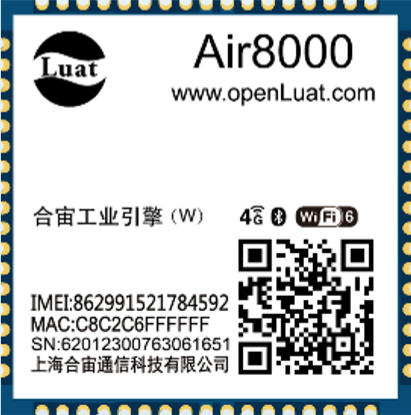 Luat
Air8000
www.openLuat.com
合宙工业引擎（W） 4G WiFi 6
IMEI:862991521784592
MAC:C8C2C6FFFFFF
SN:62012300763061651
上海合宙通信科技有限公司